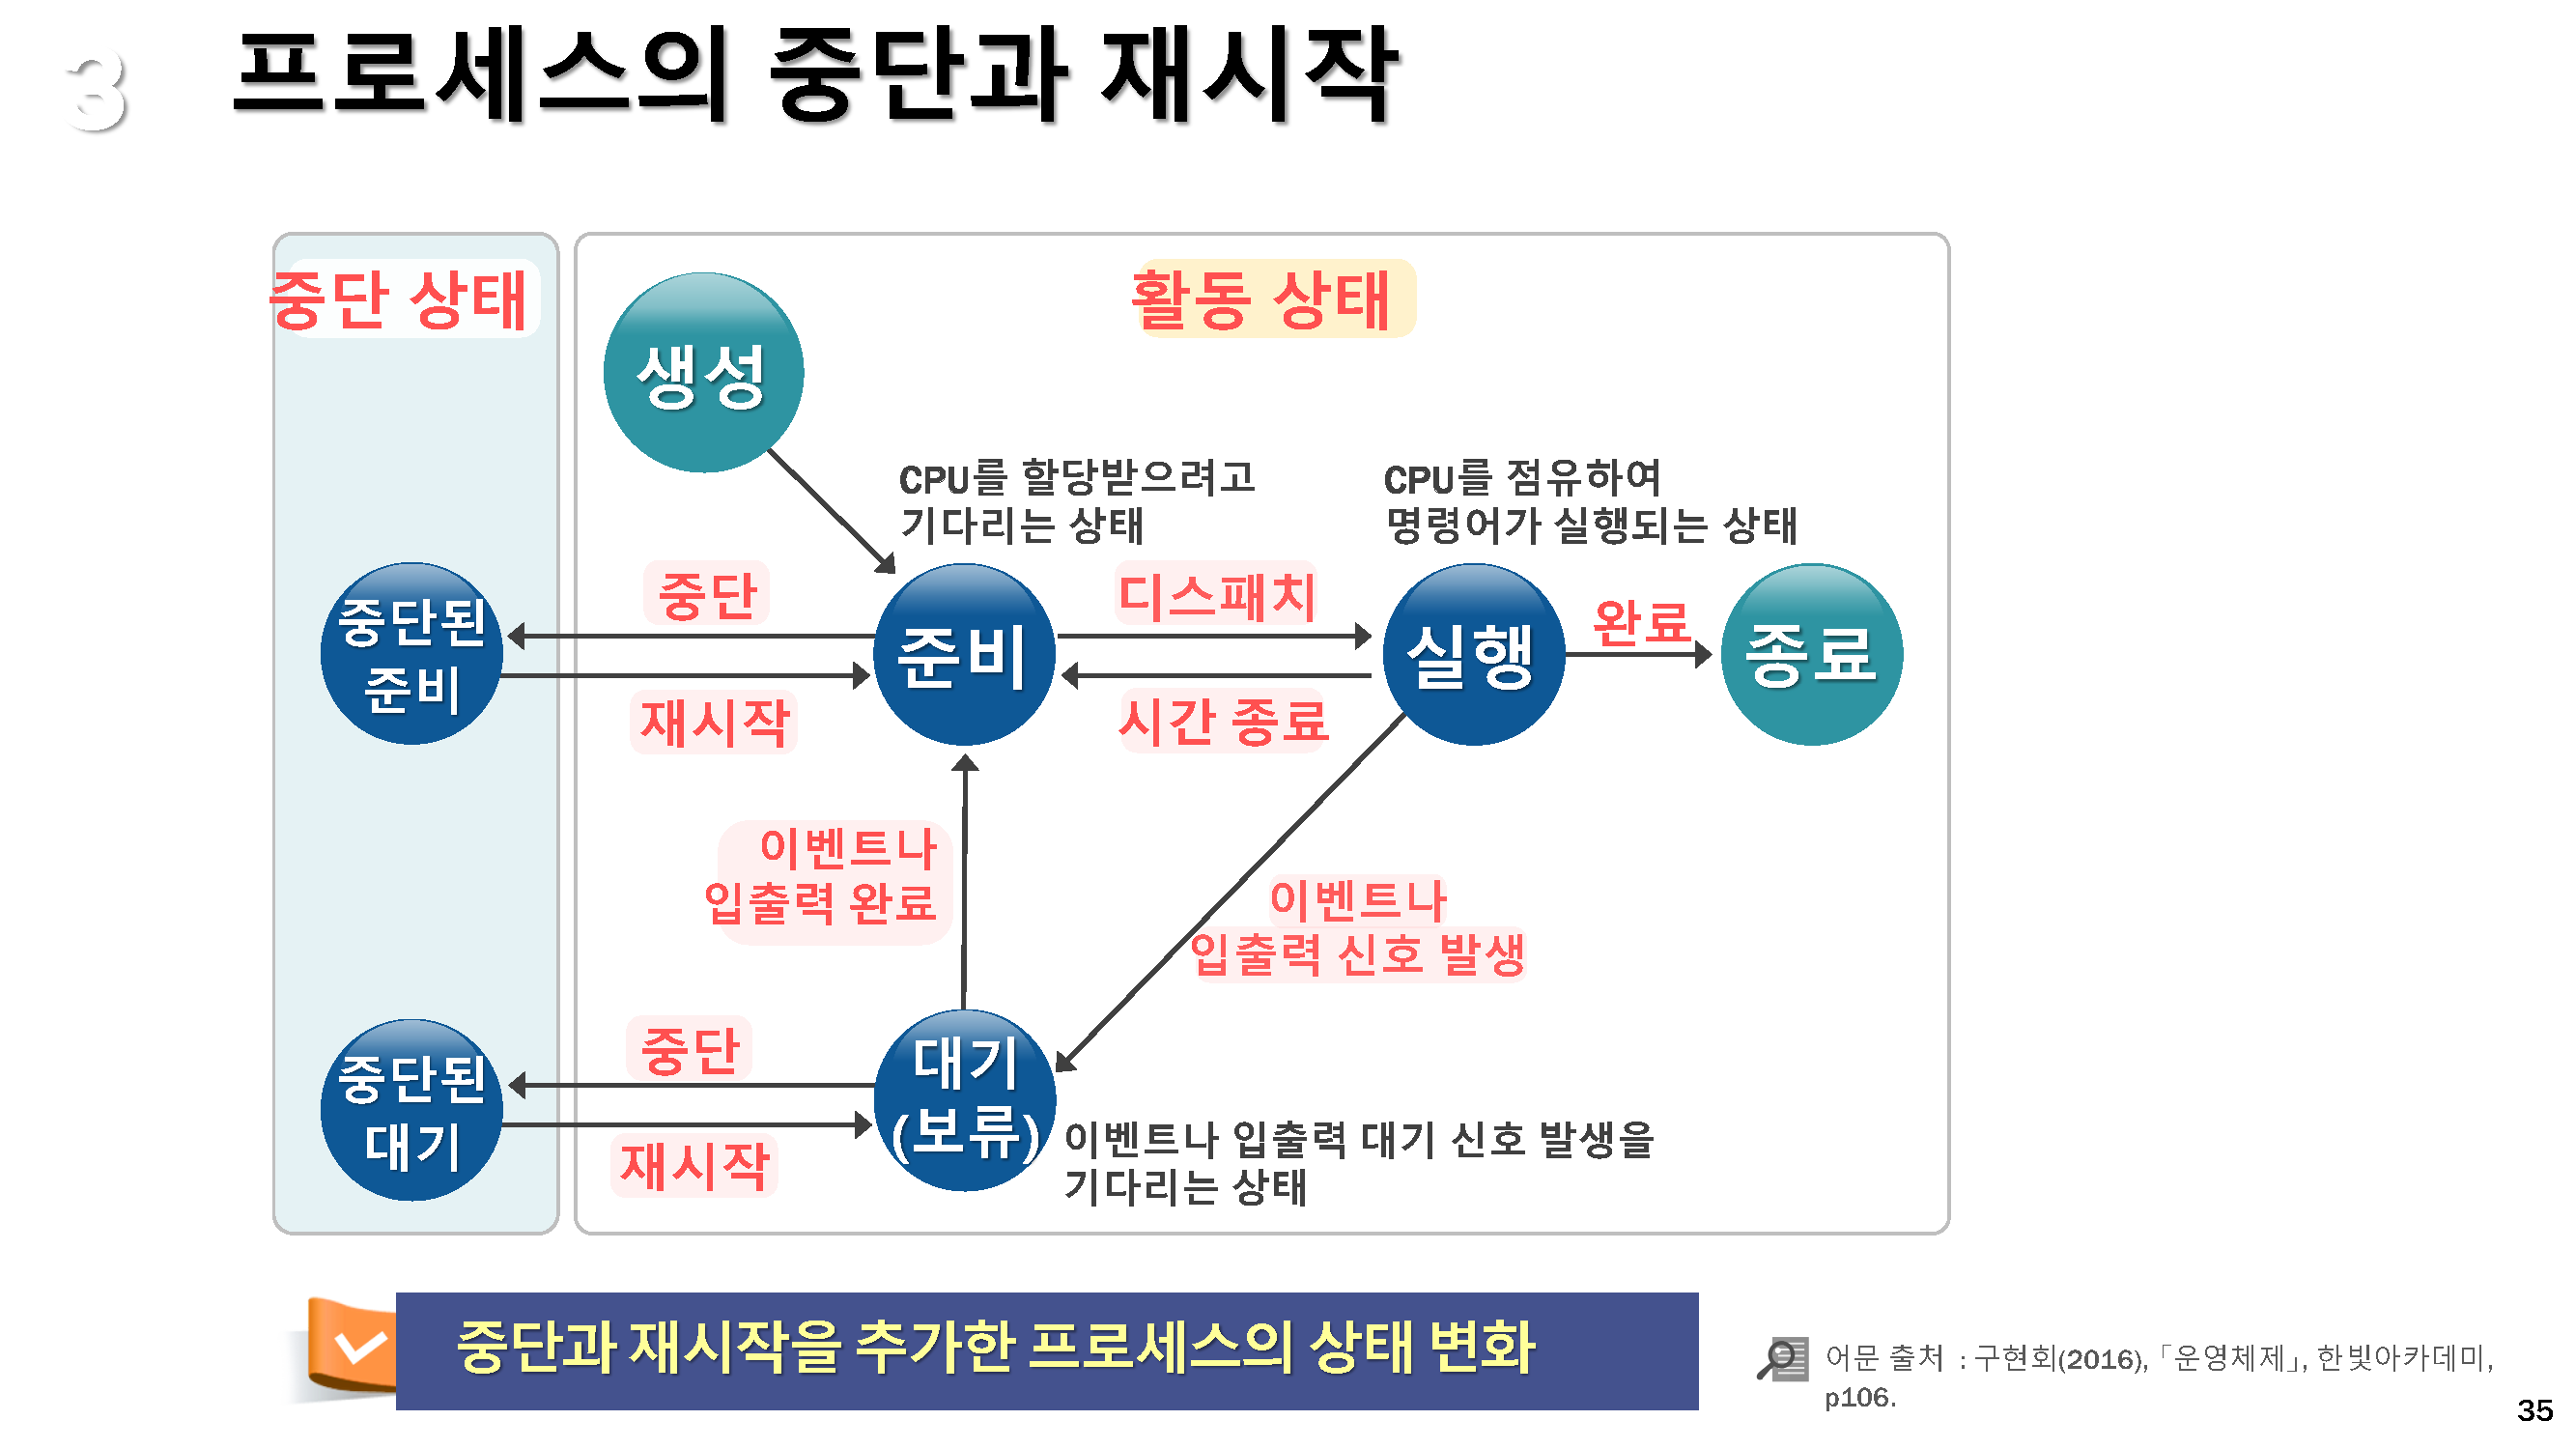 3
프로세스의 중단과 재시작
중단 상태
활동 상태
생성
CPU를 할당받으려고
기다리는 상태
CPU를 점유하여
명령어가 실행되는 상태
중단된
준비
중단
재시작
준비
디스패치
시간 종료
실행
완료
종료
이벤트나
입출력 완료
이벤트나
입출력 신호 발생
중단된
대기
중단
재시작
대기
(보류)
이벤트나 입출력 대기 신호 발생을
기다리는 상태
중단과 재시작을 추가한 프로세스의 상태 변화
어문 출처 : 구현회(2016), 「운영체제」, 한빛아카데미,
p106.
35